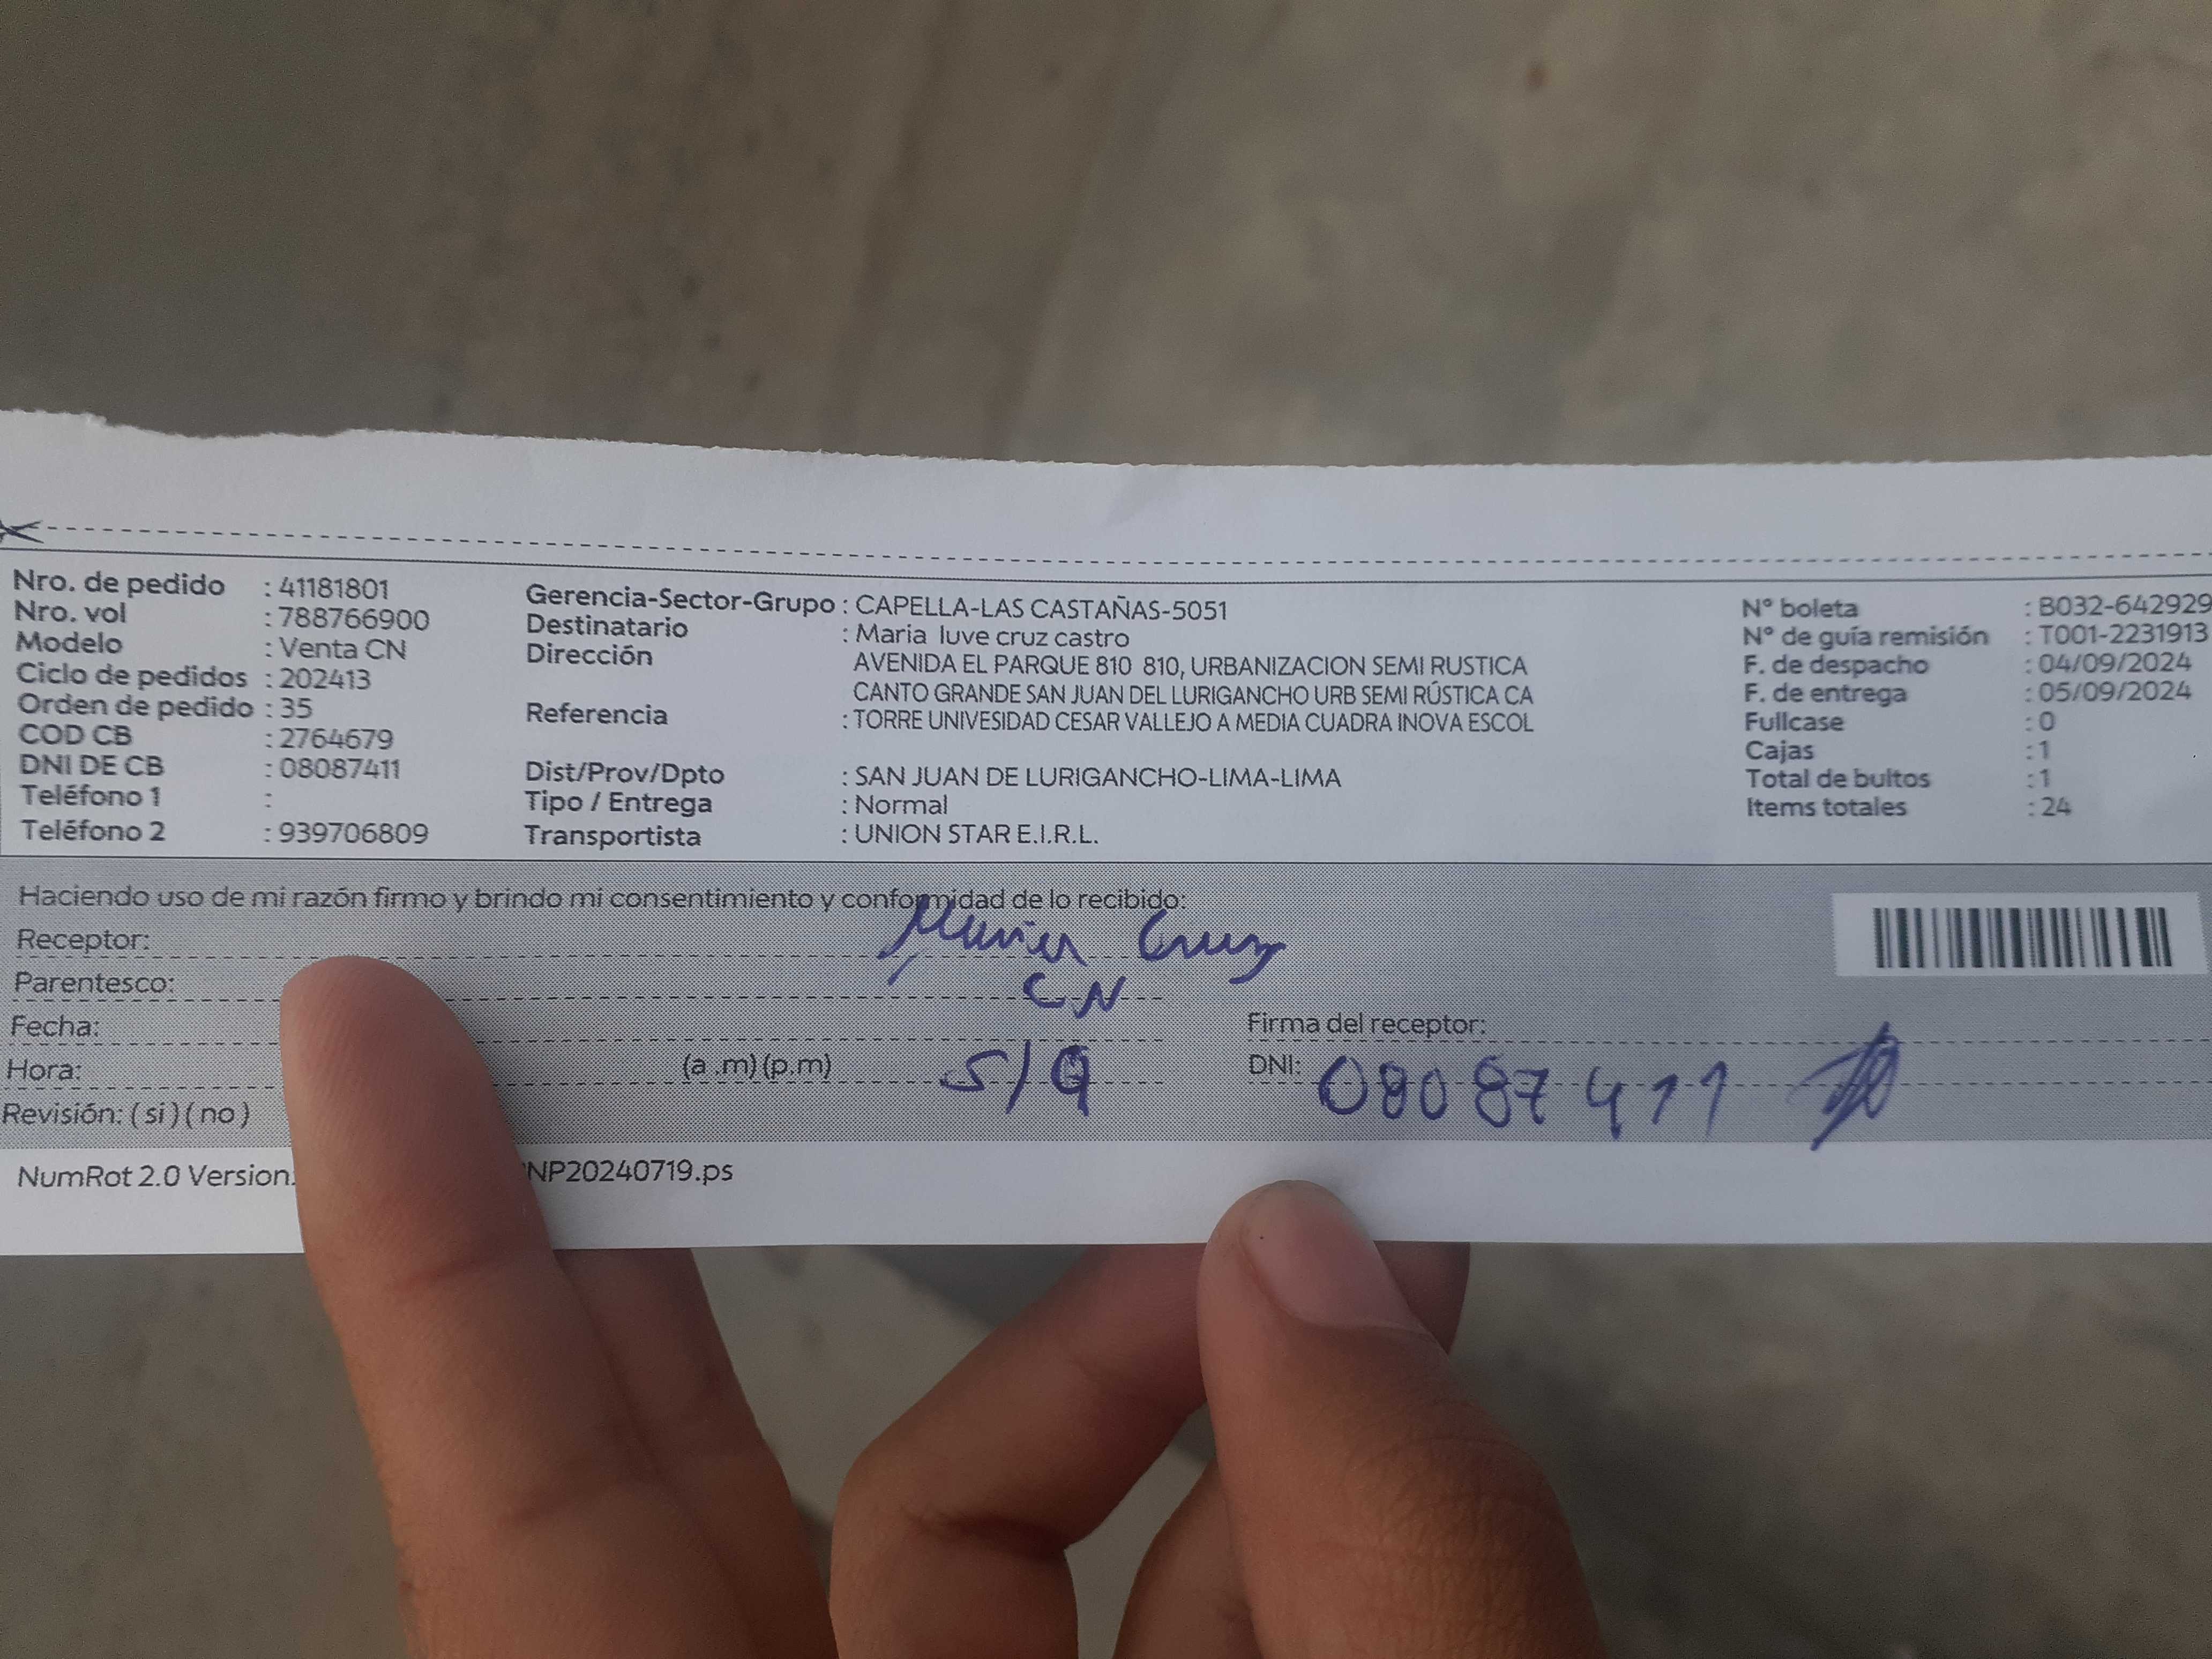 Nro. de pedido : 41181801
Nro. vol : 788766900
Modelo : Venta CN
Ciclo de pedidos : 202413
Orden de pedido : 35
COD CB : 2764679
DNI DE CB : 08087411
Teléfono 1 :
Teléfono 2 : 939706809
Gerencia-Sector-Grupo : CAPELLA-LAS CASTAÑAS-5051
Destinatario : Maria luve cruz castro
Dirección AVENIDA EL PARQUE 810 810, URBANIZACION SEMI RUSTICA
CANTO GRANDE SAN JUAN DEL LURIGANCHO URB SEMI RÚSTICA CA
Referencia : TORRE UNIVESIDAD CESAR VALLEJO A MEDIA CUADRA INOVA ESCOL
Dist/Prov/Dpto : SAN JUAN DE LURIGANCHO-LIMA-LIMA
Tipo / Entrega : Normal
Transportista : UNION STAR E.I.R.L.
N° boleta : B032-642929
N° de guía remisión : T001-2231913
F. de despacho : 04/09/2024
F. de entrega : 05/09/2024
Fullcase : 0
Cajas : 1
Total de bultos : 1
Items totales : 24
Haciendo uso de mi razón firmo y brindo mi consentimiento y conformidad de lo recibido:
Receptor: Maria Cruz
Parentesco: CN
Fecha:
Hora: (a .m) (p.m) 5/9
Revisión: ( si ) ( no )
Firma del receptor:
DNI: 08087411
NumRot 2.0 Version: NP20240719.ps